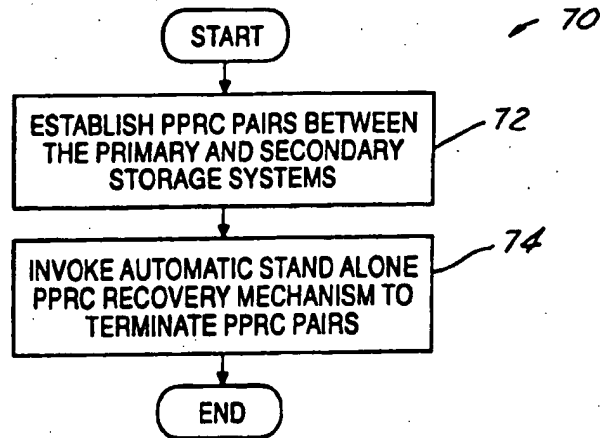 START
70
ESTABLISH PPRC PAIRS BETWEEN
THE PRIMARY AND SECONDARY
STORAGE SYSTEMS
72
INVOKE AUTOMATIC STAND ALONE
PPRC RECOVERY MECHANISM TO
TERMINATE PPRC PAIRS
74
END